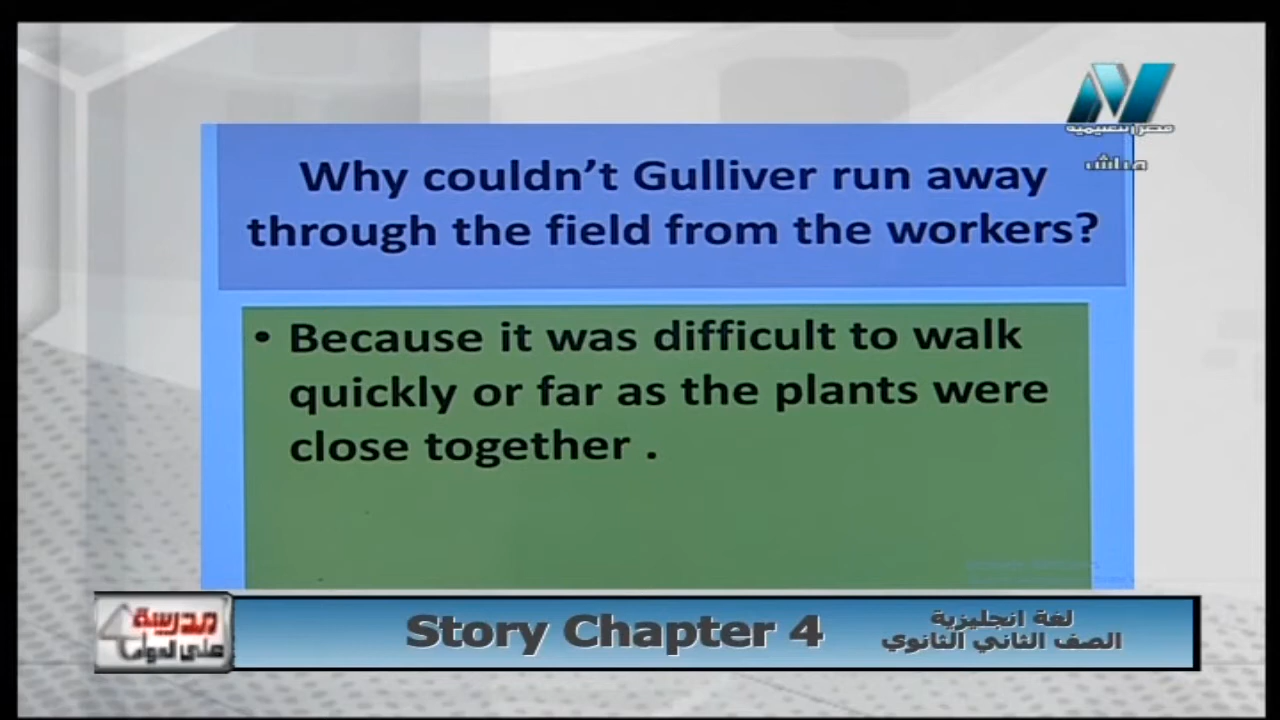 مصر التعليمية
مباشر
Why couldn’t Gulliver run away
through the field from the workers?
• Because it was difficult to walk
quickly or far as the plants were
close together .
مدرسة
على الهواء
Story Chapter 4
لغة انجليزية
الصف الثاني الثانوي